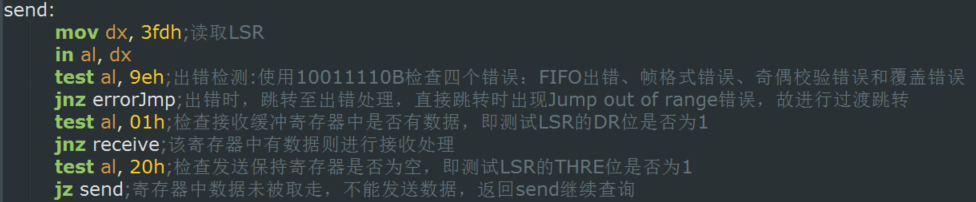 send:
mov dx, 3fdh;读取LSR
in al, dx
test al, 9eh;出错检测:使用10011110B检查四个错误：FIFO出错、帧格式错误、奇偶校验错误和覆盖错误
jnz errorJmp;出错时，跳转至出错处理，直接跳转时出现Jump out of range错误，故进行过渡跳转
test al, 01h;检查接收缓冲寄存器中是否有数据，即测试LSR的DR位是否为1
jnz receive;该寄存器中有数据则进行接收处理
test al, 20h;检查发送保持寄存器是否为空，即测试LSR的THRE位是否为1
jz send;寄存器中数据未被取走，不能发送数据，返回send继续查询